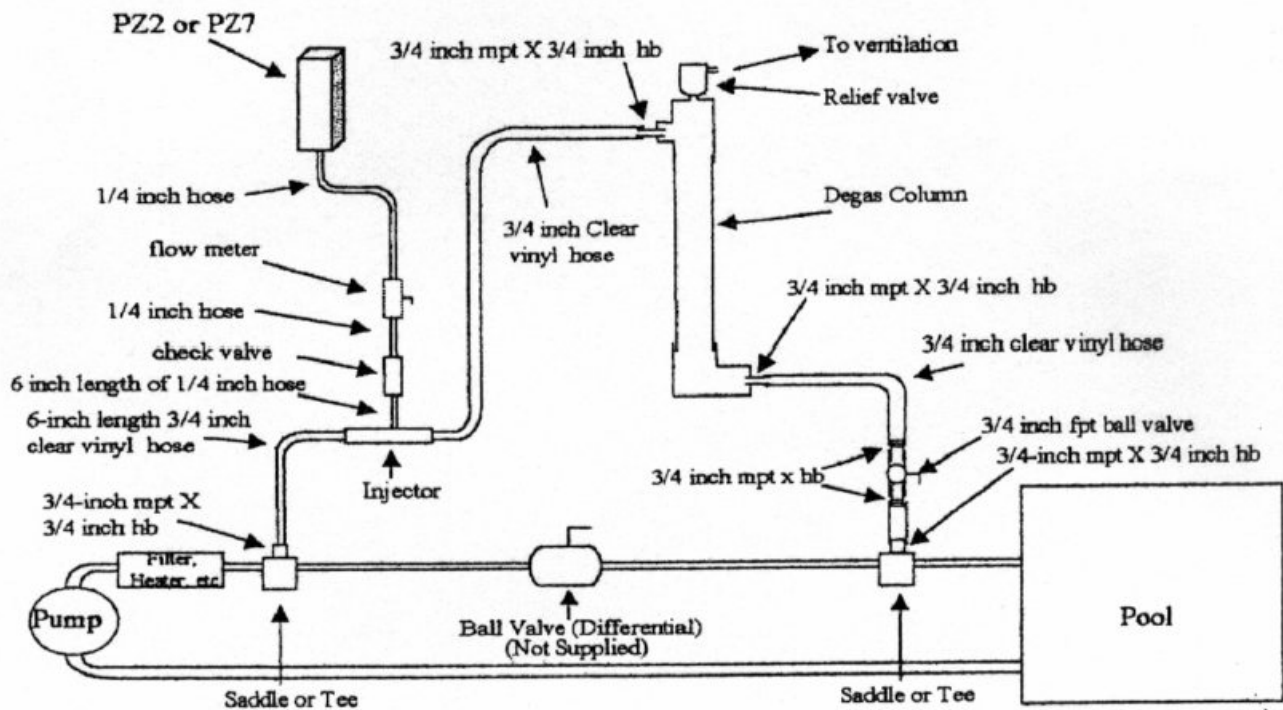 PZ2 or PZ7
3/4 inch mpt X 3/4 inch hb
To ventilation
Relief valve
1/4 inch hose
flow meter
1/4 inch hose
check valve
6 inch length of 1/4 inch hose
6-inch length 3/4 inch
clear vinyl hose
3/4 inch Clear
vinyl hose
Degas Column
3/4 inch mpt X 3/4 inch hb
3/4 inch clear vinyl hose
3/4 inch fpt ball valve
3/4-inch mpt X 3/4 inch hb
3/4 inch mpt x hb
Injector
3/4-inch mpt X
3/4 inch hb
Filter,
Heater, etc
Pump
Ball Valve (Differential)
(Not Supplied)
Pool
Saddle or Tee
Saddle or Tee